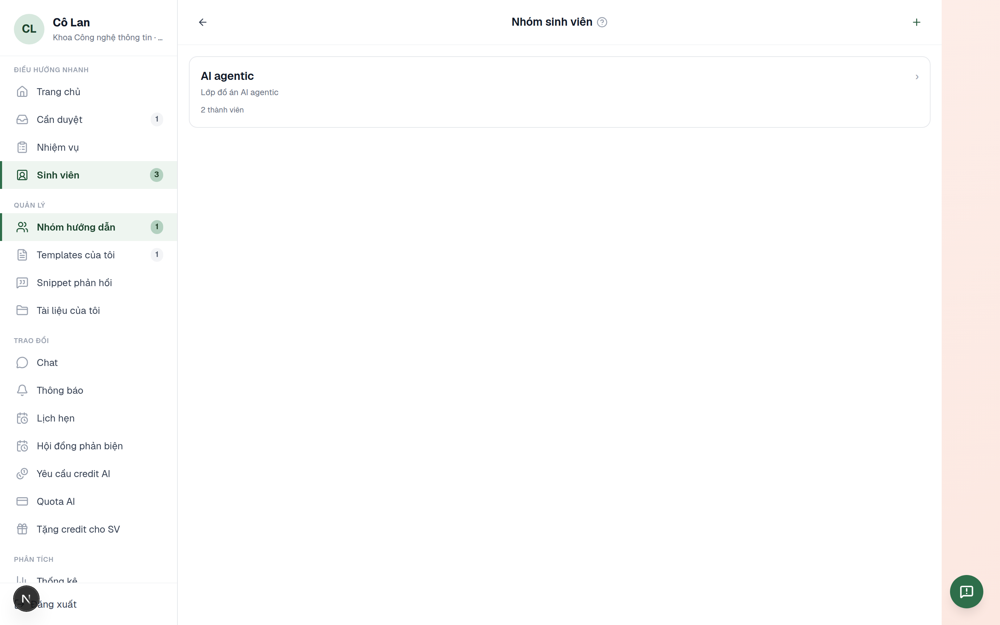 CL
Cô Lan
Khoa Công nghệ thông tin · ...
ĐIỀU HƯỚNG NHANH
Trang chủ
Cần duyệt 1
Nhiệm vụ
Sinh viên 3
QUẢN LÝ
Nhóm hướng dẫn 1
Templates của tôi 1
Snippet phản hồi
Tài liệu của tôi
TRAO ĐỔI
Chat
Thông báo
Lịch hẹn
Hội đồng phản biện
Yêu cầu credit AI
Quota AI
Tặng credit cho SV
PHÂN TÍCH
Thống kê
N
Đăng xuất
Nhóm sinh viên
AI agentic
Lớp đồ án AI agentic
2 thành viên